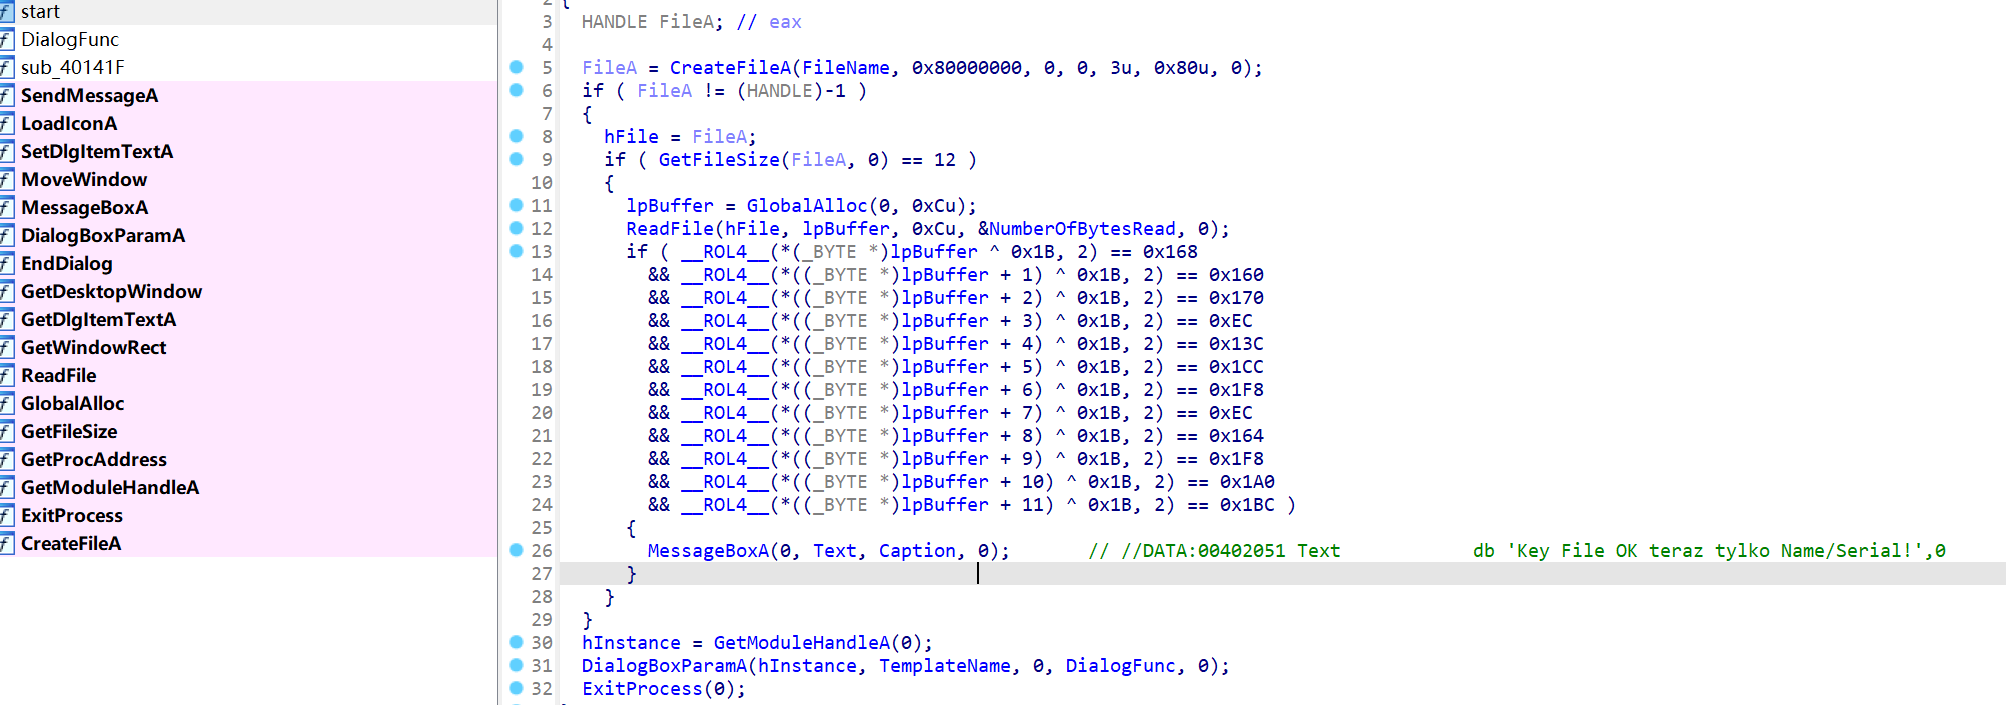 start
DialogFunc
sub_40141F
SendMessageA
LoadIconA
SetDlgItemTextA
MoveWindow
MessageBoxA
DialogBoxParamA
EndDialog
GetDesktopWindow
GetDlgItemTextA
GetWindowRect
ReadFile
GlobalAlloc
GetFileSize
GetProcAddress
GetModuleHandleA
ExitProcess
CreateFileA
2 {
3 HANDLE FileA; // eax
4
5 FileA = CreateFileA(FileName, 0x80000000, 0, 0, 3u, 0x80u, 0);
6 if ( FileA != (HANDLE)-1 )
7 {
8 hFile = FileA;
9 if ( GetFileSize(FileA, 0) == 12 )
10 {
11 lpBuffer = GlobalAlloc(0, 0xCu);
12 ReadFile(hFile, lpBuffer, 0xCu, &NumberOfBytesRead, 0);
13 if ( __ROL4__(*(_BYTE *)lpBuffer ^ 0x1B, 2) == 0x168
14 && __ROL4__(*((_BYTE *)lpBuffer + 1) ^ 0x1B, 2) == 0x160
15 && __ROL4__(*((_BYTE *)lpBuffer + 2) ^ 0x1B, 2) == 0x170
16 && __ROL4__(*((_BYTE *)lpBuffer + 3) ^ 0x1B, 2) == 0xEC
17 && __ROL4__(*((_BYTE *)lpBuffer + 4) ^ 0x1B, 2) == 0x13C
18 && __ROL4__(*((_BYTE *)lpBuffer + 5) ^ 0x1B, 2) == 0x1CC
19 && __ROL4__(*((_BYTE *)lpBuffer + 6) ^ 0x1B, 2) == 0x1F8
20 && __ROL4__(*((_BYTE *)lpBuffer + 7) ^ 0x1B, 2) == 0xEC
21 && __ROL4__(*((_BYTE *)lpBuffer + 8) ^ 0x1B, 2) == 0x164
22 && __ROL4__(*((_BYTE *)lpBuffer + 9) ^ 0x1B, 2) == 0x1F8
23 && __ROL4__(*((_BYTE *)lpBuffer + 10) ^ 0x1B, 2) == 0x1A0
24 && __ROL4__(*((_BYTE *)lpBuffer + 11) ^ 0x1B, 2) == 0x1BC )
25 {
26 MessageBoxA(0, Text, Caption, 0); // //DATA:00402051 Text db 'Key File OK teraz tylko Name/Serial!',0
27 }
28 }
29 }
30 hInstance = GetModuleHandleA(0);
31 DialogBoxParamA(hInstance, TemplateName, 0, DialogFunc, 0);
32 ExitProcess(0);